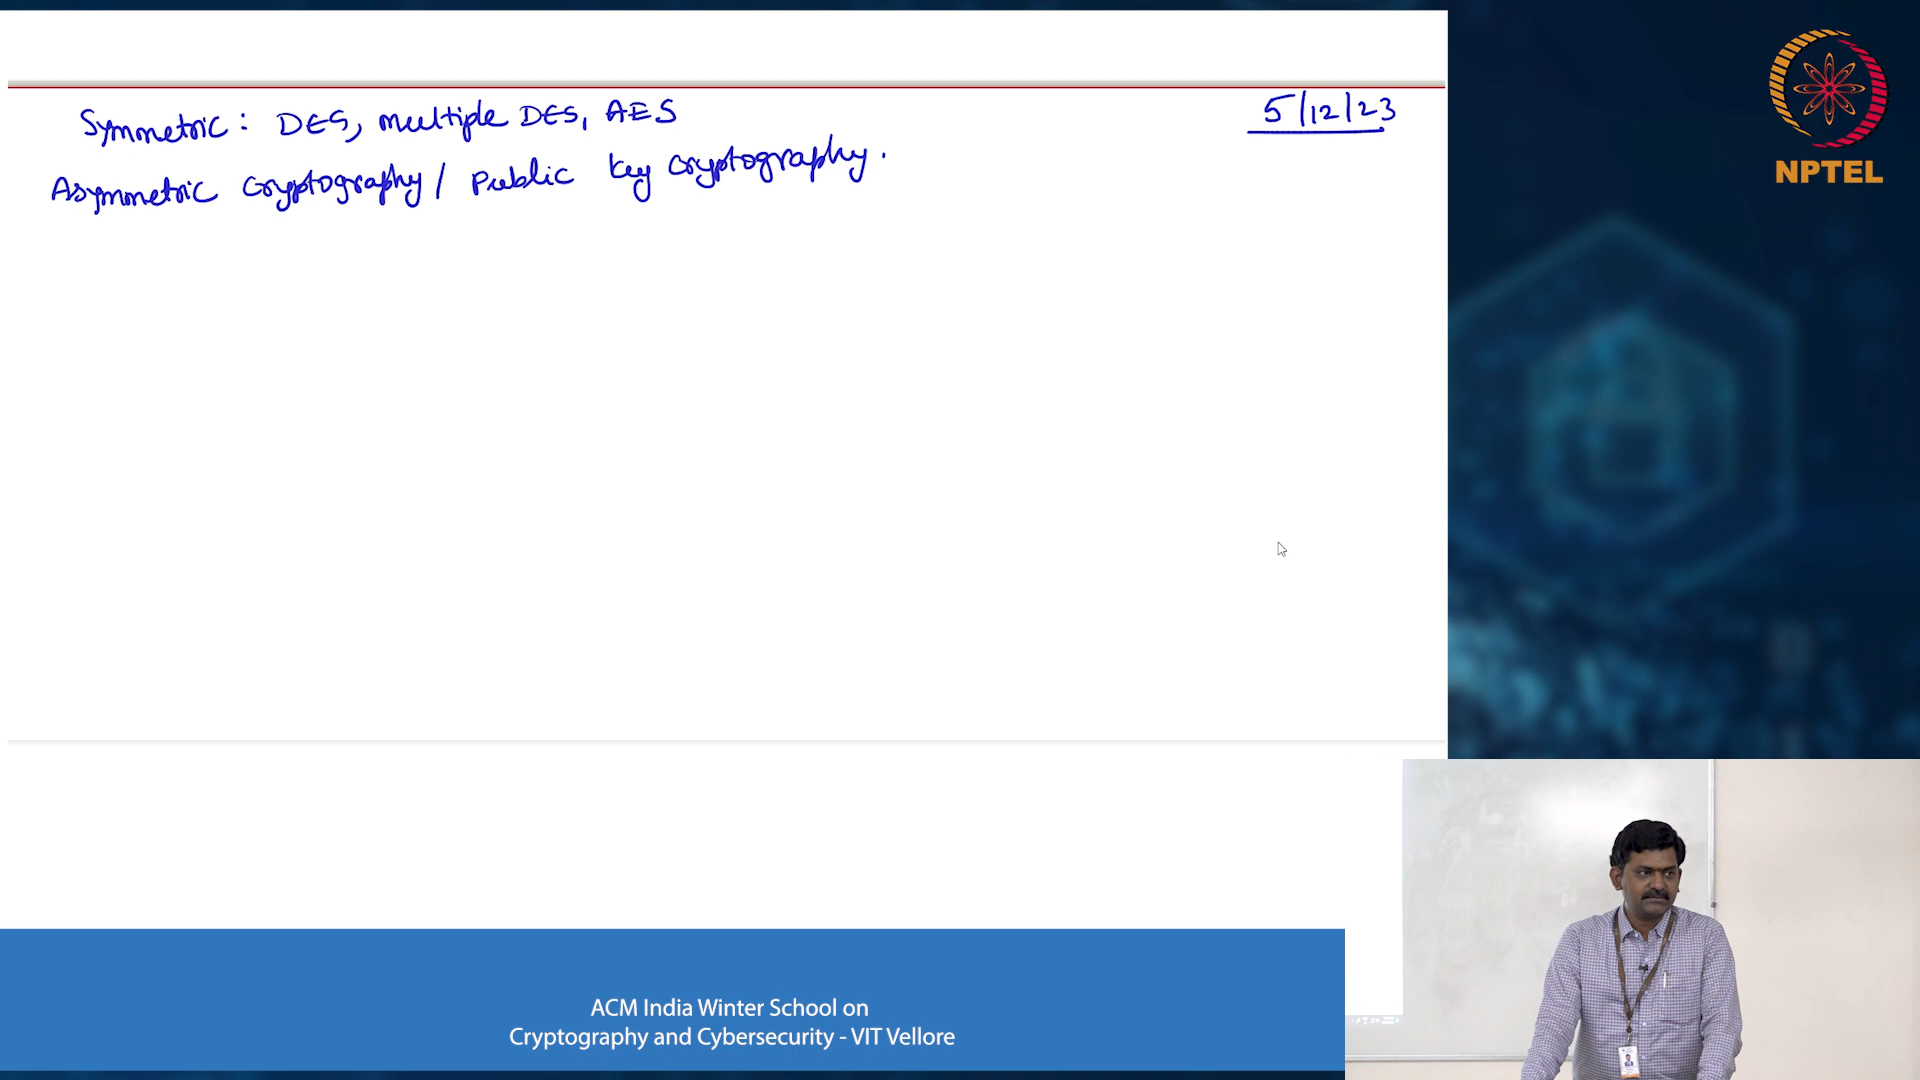 Symmetric: DES, multiple DES, AES
5/12/23
Asymmetric Cryptography / Public key cryptography.
NPTEL
ACM India Winter School on
Cryptography and Cybersecurity - VIT Vellore